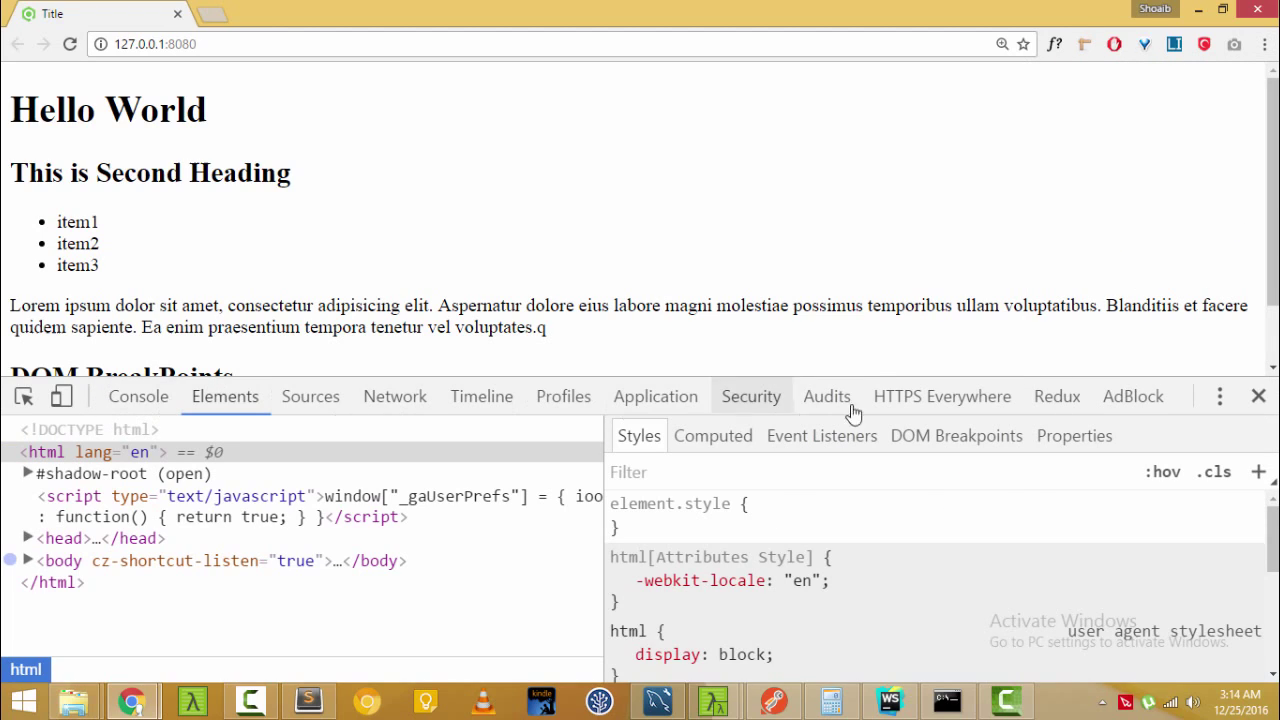 Title
Shoaib
127.0.0.1:8080
f?
LI
Hello World
This is Second Heading
item1
item2
item3
Lorem ipsum dolor sit amet, consectetur adipisicing elit. Aspernatur dolore eius labore magni molestiae possimus temporibus ullam voluptatibus. Blanditiis et facere
quidem sapiente. Ea enim praesentium tempora tenetur vel voluptates.q
DOM BreakPoints
Console Elements Sources Network Timeline Profiles Application Security Audits HTTPS Everywhere Redux AdBlock
<!DOCTYPE html>
<html lang="en"> == $0
#shadow-root (open)
<script type="text/javascript">window["_gaUserPrefs"] = { ioo
: function() { return true; } }</script>
<head>…</head>
<body cz-shortcut-listen="true">…</body>
</html>
html
Styles Computed Event Listeners DOM Breakpoints Properties
Filter :hov .cls +
element.style {
}
html[Attributes Style] {
-webkit-locale: "en";
}
html { user agent stylesheet
display: block;
}
Activate Windows
Go to PC settings to activate Windows.
kindle
WS
3:14 AM
12/25/2016